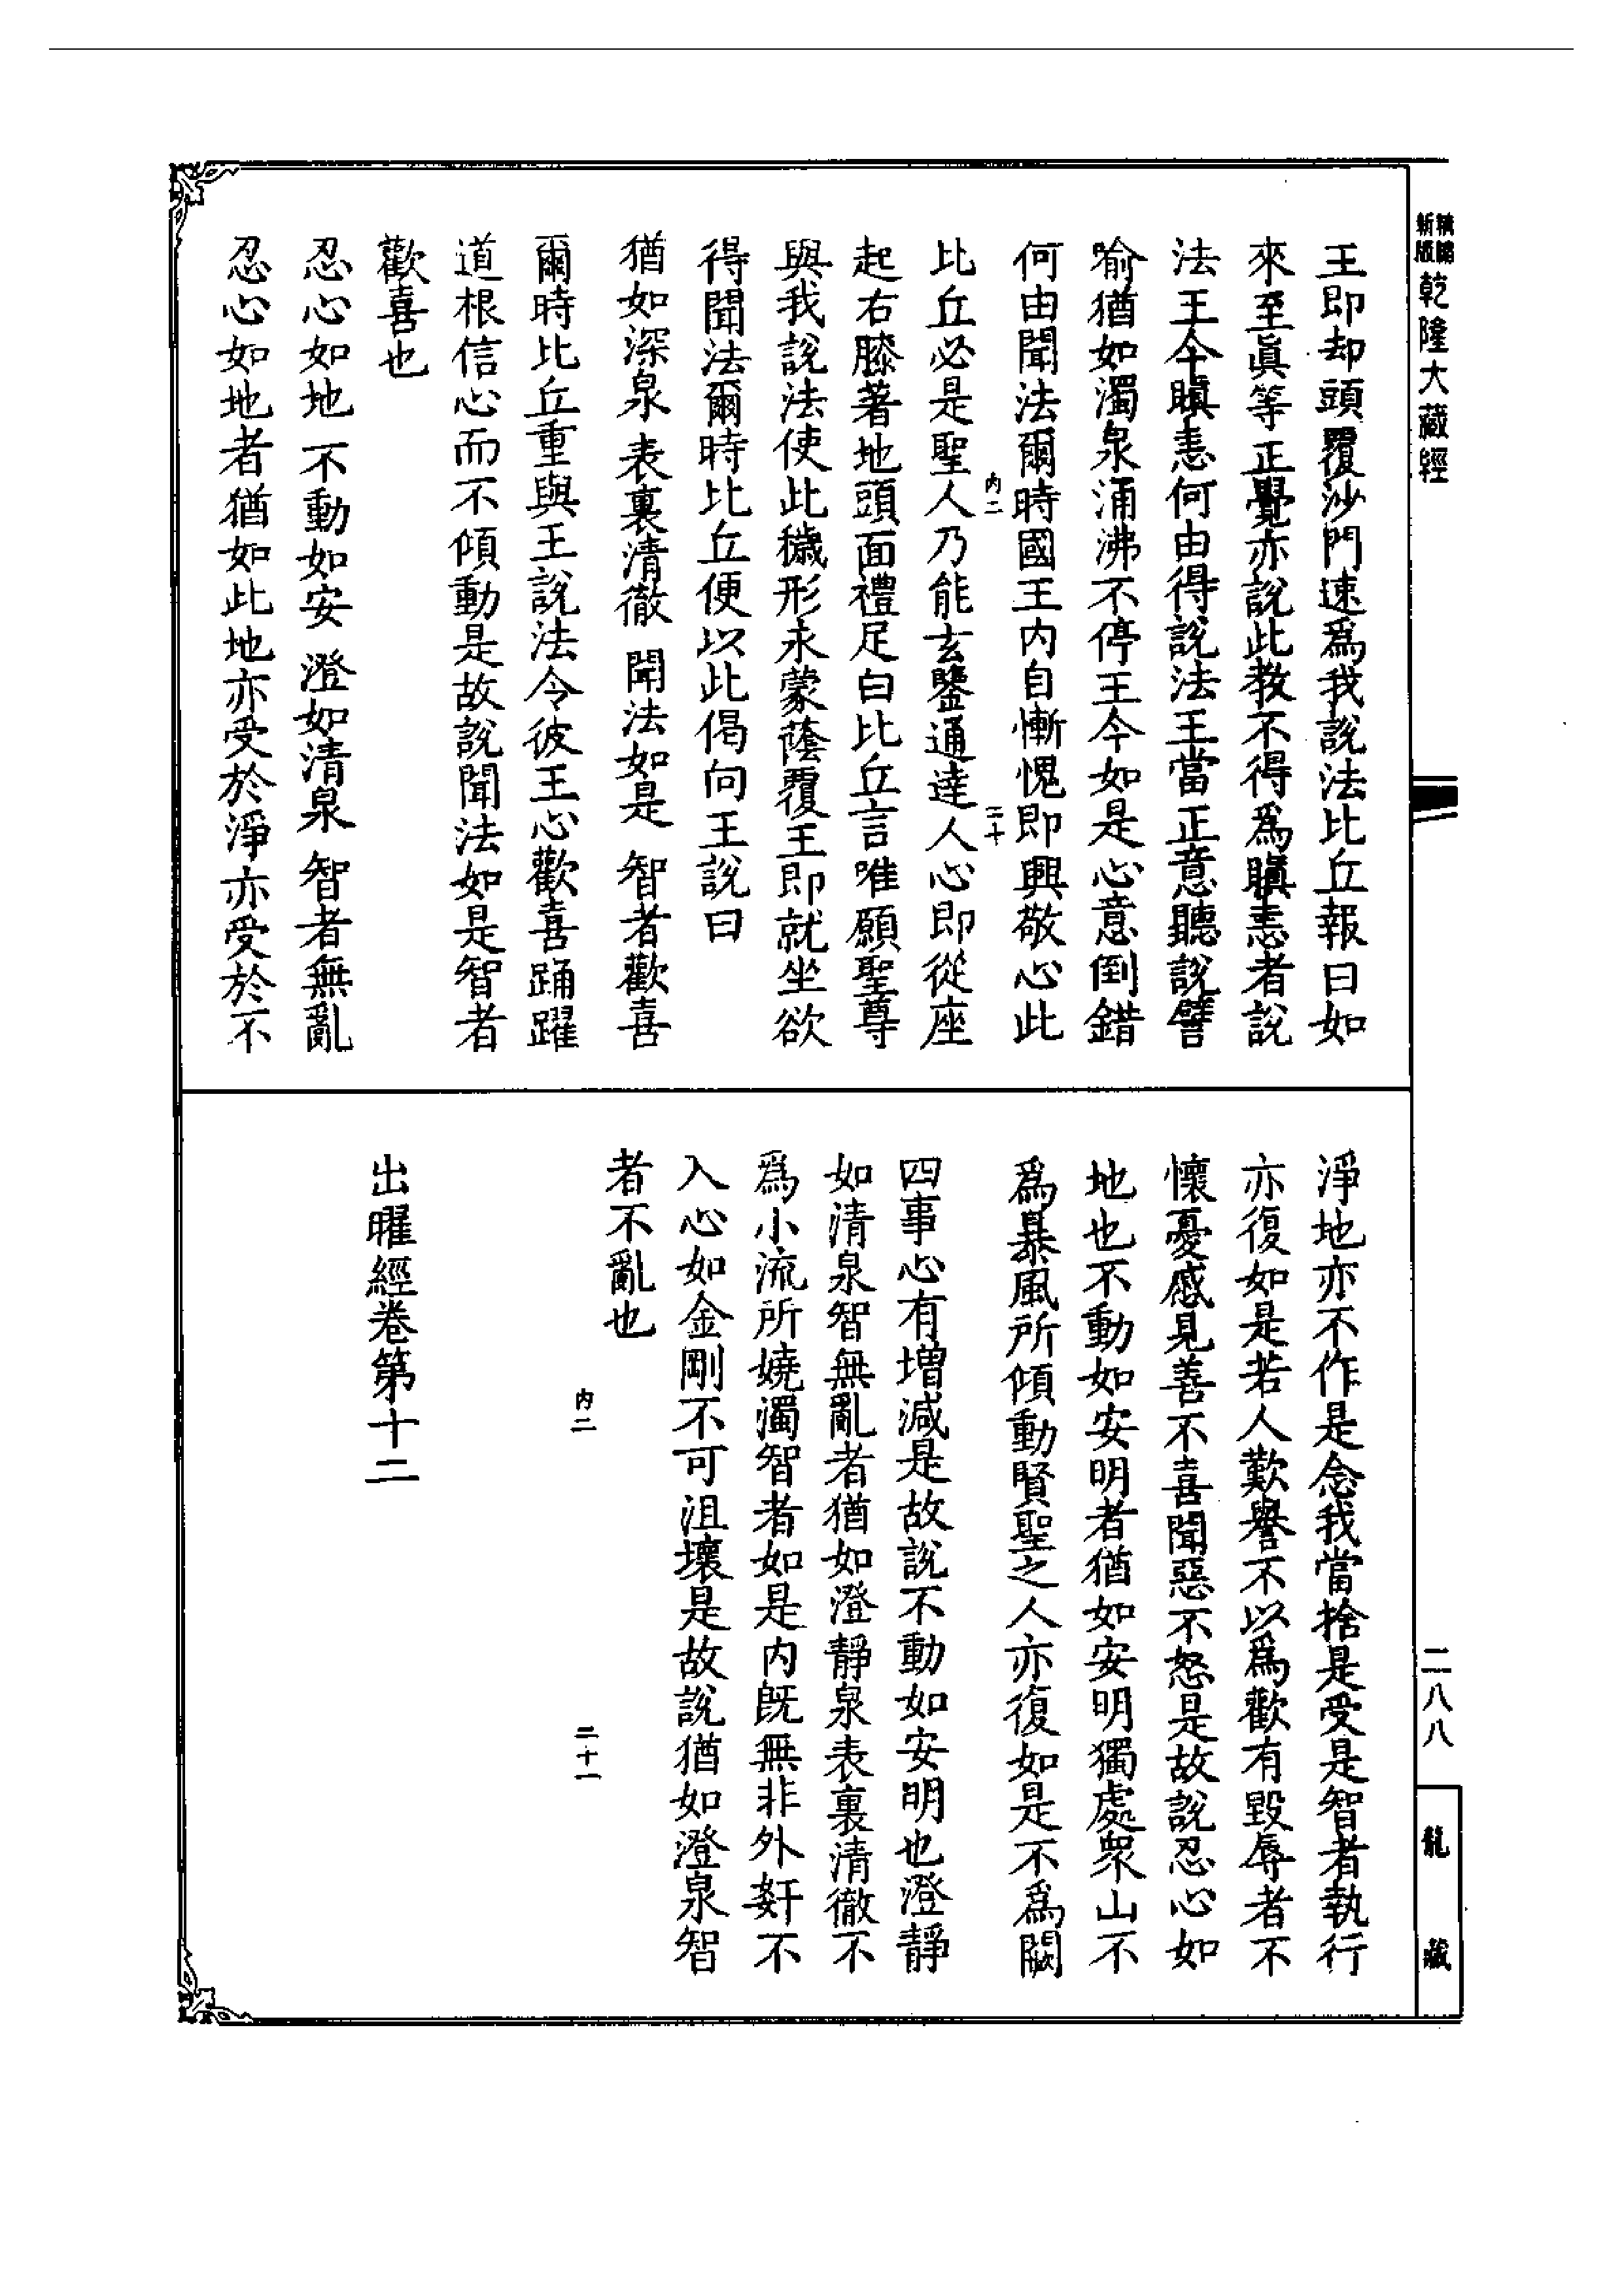 新編縮版
乾隆大藏經
王即却頭覆沙門速爲我說法比丘報曰如
來至眞等正覺亦說此教不得爲瞋恚者說
法王今瞋恚何由得說法王當正意聽說譬
喻猶如濁泉涌沸不停王今如是心意倒錯
何由聞法爾時國王内自慚愧即興敬心此
内二
二十
比丘必是聖人乃能玄鑒通達人心即從座
起右膝著地頭面禮足白比丘言唯願聖尊
與我說法使此穢形永蒙蔭覆王即就坐欲
得聞法爾時比丘便以此偈向王說曰
猶如深泉 表裏清徹 聞法如是 智者歡喜
爾時比丘重與王說法令彼王心歡喜踊躍
道根信心而不傾動是故說聞法如是智者
歡喜也
忍心如地 不動如安 澄如清泉 智者無亂
忍心如地者猶如此地亦受於淨亦受於不
淨地亦不作是念我當捨是受是智者執行
亦復如是若人歎譽不以爲歡有毀辱者不
懷憂慼見善不喜聞惡不怒是故說忍心如
地也不動如安明者猶如安明獨處衆山不
爲暴風所傾動賢聖之人亦復如是不爲闕
四事心有增減是故說不動如安明也澄靜
如清泉智無亂者猶如澄靜泉表裏清徹不
爲小流所嬈濁智者如是内旣無非外姧不
入心如金剛不可沮壞是故說猶如澄泉智
者不亂也
内二
二十一
出曜經卷第十二
二八八
龍藏